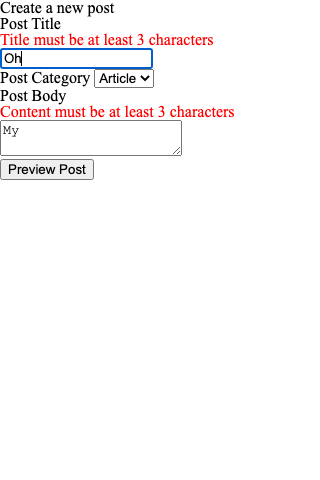 Create a new post
Post Title
Title must be at least 3 characters
Oh
Post Category Article
Post Body
Content must be at least 3 characters
My
Preview Post